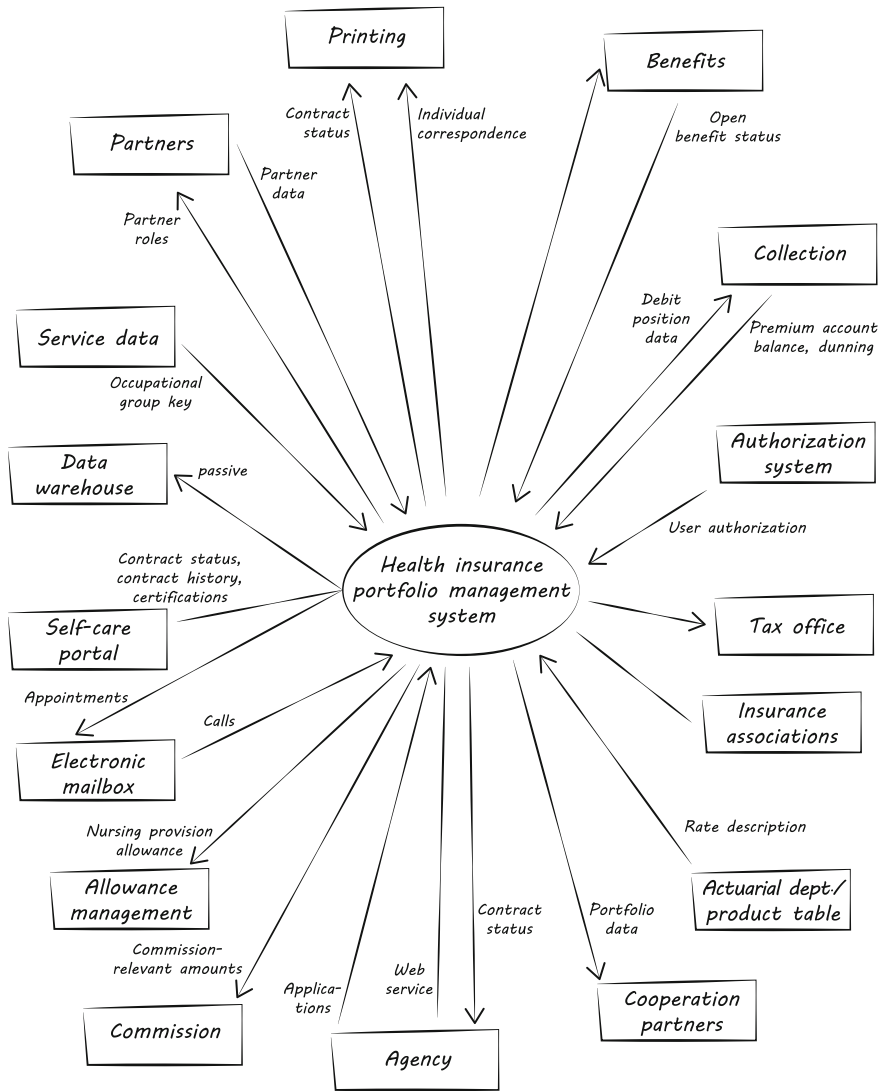 Printing
Benefits
Contract
status
Individual
correspondence
Open
benefit status
Partners
Partner
data
Partner
roles
Collection
Debit
position
data
Premium account
balance, dunning
Service data
Occupational
group key
Authorization
system
Data
warehouse
passive
User authorization
Health insurance
portfolio management
system
Contract status,
contract history,
certifications
Self-care
portal
Tax office
Appointments
Calls
Insurance
associations
Electronic
mailbox
Nursing provision
allowance
Rate description
Allowance
management
Actuarial dept./
product table
Contract
status
Portfolio
data
Commission-
relevant amounts
Web
service
Applica-
tions
Cooperation
partners
Commission
Agency